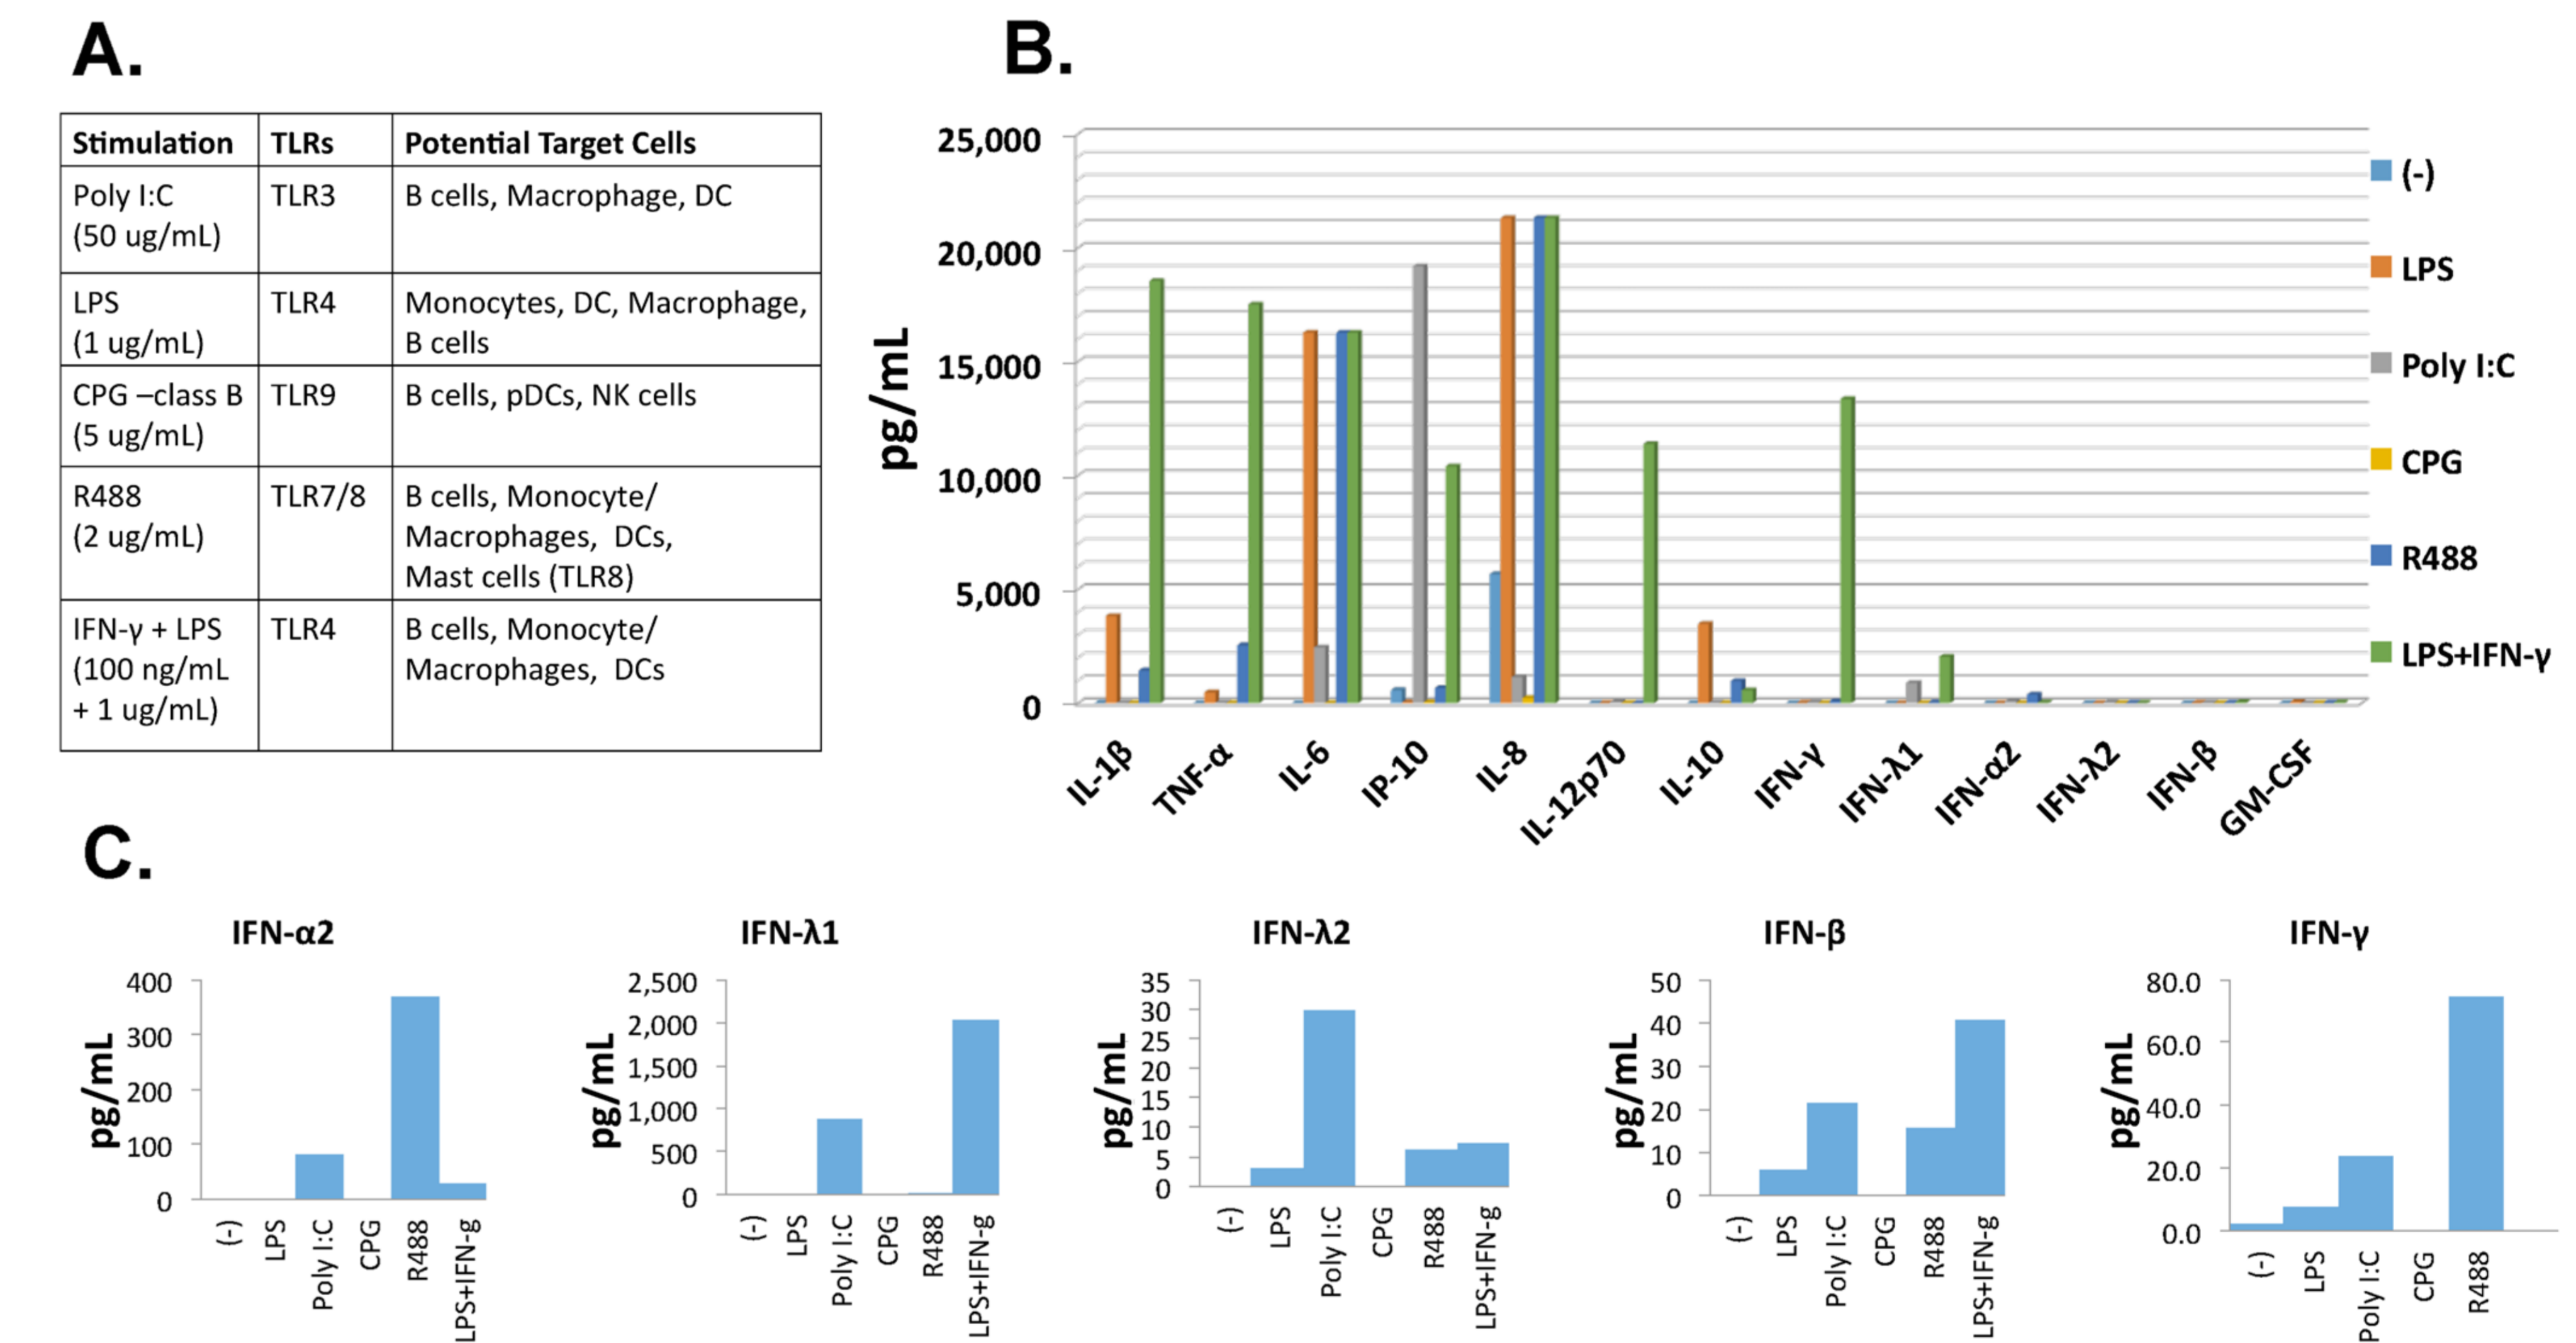 A.
Stimulation TLRs Potential Target Cells
Poly I:C TLR3 B cells, Macrophage, DC
(50 ug/mL)
LPS TLR4 Monocytes, DC, Macrophage,
(1 ug/mL) B cells
CPG –class B TLR9 B cells, pDCs, NK cells
(5 ug/mL)
R488 TLR7/8 B cells, Monocyte/
(2 ug/mL) Macrophages, DCs,
Mast cells (TLR8)
IFN-γ + LPS TLR4 B cells, Monocyte/
(100 ng/mL Macrophages, DCs
+ 1 ug/mL)
B.
pg/mL
25,000
20,000
15,000
10,000
5,000
0
IL-1β
TNF-α
IL-6
IP-10
IL-8
IL-12p70
IL-10
IFN-γ
IFN-λ1
IFN-α2
IFN-λ2
IFN-β
GM-CSF
(-)
LPS
Poly I:C
CPG
R488
LPS+IFN-γ
C.
IFN-α2
pg/mL
400
300
200
100
0
(-)
LPS
Poly I:C
CPG
R488
LPS+IFN-g
IFN-λ1
pg/mL
2,500
2,000
1,500
1,000
500
0
(-)
LPS
Poly I:C
CPG
R488
LPS+IFN-g
IFN-λ2
pg/mL
35
30
25
20
15
10
5
0
(-)
LPS
Poly I:C
CPG
R488
LPS+IFN-g
IFN-β
pg/mL
50
40
30
20
10
0
(-)
LPS
Poly I:C
CPG
R488
LPS+IFN-g
IFN-γ
pg/mL
80.0
60.0
40.0
20.0
0.0
(-)
LPS
Poly I:C
CPG
R488